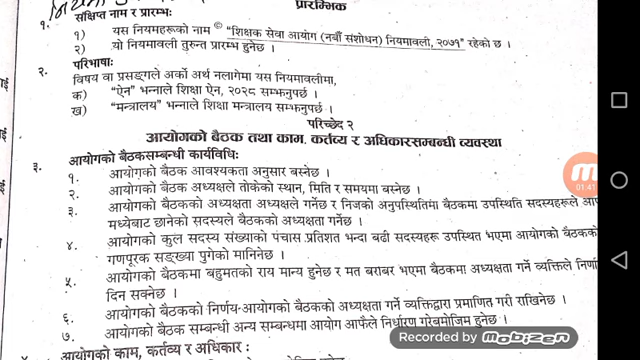 प्रारम्भिक
१. संक्षिप्त नाम र प्रारम्भः
१) यस नियमहरूको नाम © "शिक्षक सेवा आयोग (नवौं संशोधन) नियमावली, २०७१" रहेको छ ।
२) यो नियमावली तुरुन्त प्रारम्भ हुनेछ ।
२. परिभाषाः
विषय वा प्रसङ्गले अर्को अर्थ नलागेमा यस नियमावलीमा,
क) "ऐन" भन्नाले शिक्षा ऐन, २०२८ सम्झनुपर्छ ।
ख) "मन्त्रालय" भन्नाले शिक्षा मन्त्रालय सम्झनुपर्छ ।
परिच्छेद २
आयोगको बैठक तथा काम, कर्तव्य र अधिकारसम्बन्धी व्यवस्था
३. आयोगको बैठकसम्बन्धी कार्यविधिः
१. आयोगको बैठक आवश्यकता अनुसार बस्नेछ ।
२. आयोगको बैठक अध्यक्षले तोकेको स्थान, मिति र समयमा बस्नेछ ।
३. आयोगको बैठकको अध्यक्षता अध्यक्षले गर्नेछ र निजको अनुपस्थितिमा बैठकमा उपस्थिति सदस्यहरूले
मध्येबाट छानेको सदस्यले बैठकको अध्यक्षता गर्नेछ ।
४. आयोगको कुल सदस्य संख्याको पंचास प्रतिशत भन्दा बढी सदस्यहरू उपस्थित भएमा आयोगको बैठकको
गणपूरक सङ्ख्या पुगेको मानिनेछ ।
५. आयोगको बैठकमा बहुमतको राय मान्य हुनेछ र मत बराबर भएमा बैठकमा अध्यक्षता गर्ने व्यक्तिले
दिन सक्नेछ ।
६. आयोगको बैठकको निर्णय-आयोगको बैठकको अध्यक्षता गर्ने व्यक्तिद्वारा प्रमाणित गरी राखिनेछ ।
७. आयोगको बैठक सम्बन्धी अन्य सम्बन्धमा आयोग आफैले निर्धारण गरेबमोजिम हुनेछ ।
आयोगको काम, कर्तव्य र अधिकार :
01:41
Recorded by Mobizen